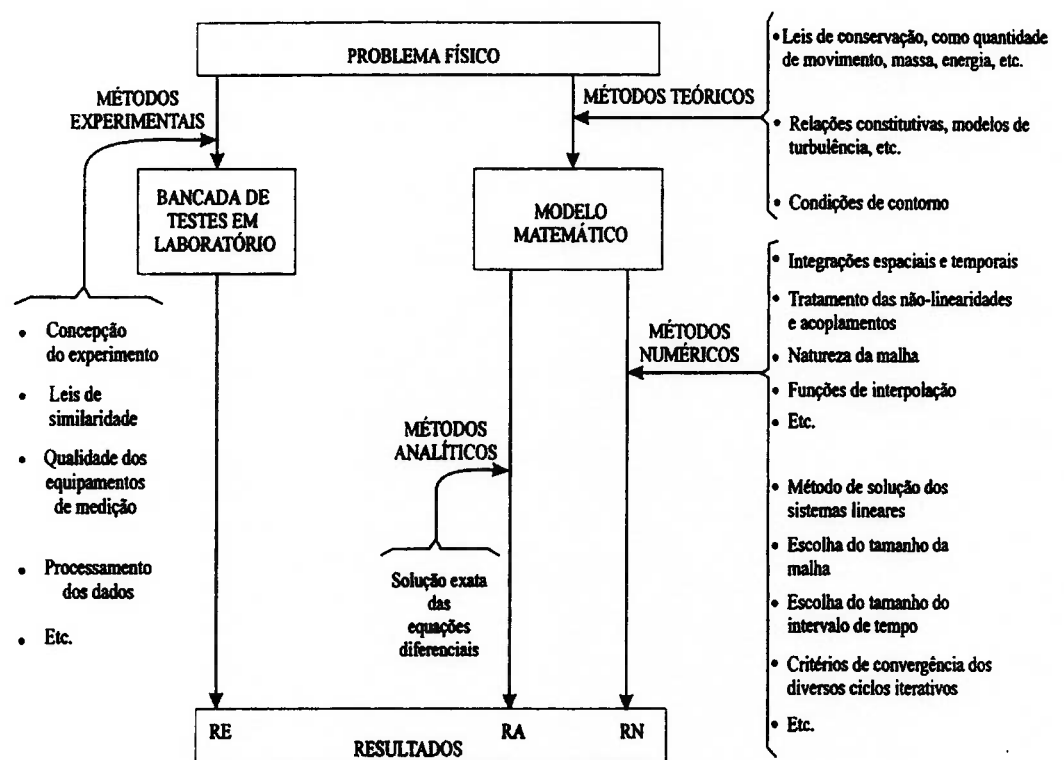 PROBLEMA FÍSICO
MÉTODOS
EXPERIMENTAIS
MÉTODOS TEÓRICOS
• Leis de conservação, como quantidade
de movimento, massa, energia, etc.
• Relações constitutivas, modelos de
turbulência, etc.
• Condições de contorno
BANCADA DE
TESTES EM
LABORATÓRIO
MODELO
MATEMÁTICO
• Concepção
do experimento
• Leis de
similaridade
• Qualidade dos
equipamentos
de medição
• Processamento
dos dados
• Etc.
MÉTODOS
NUMÉRICOS
• Integrações espaciais e temporais
• Tratamento das não-linearidades
e acoplamentos
• Natureza da malha
• Funções de interpolação
• Etc.
• Método de solução dos
sistemas lineares
• Escolha do tamanho da
malha
• Escolha do tamanho do
intervalo de tempo
• Critérios de convergência dos
diversos ciclos iterativos
• Etc.
MÉTODOS
ANALÍTICOS
Solução exata
das
equações
diferenciais
RE
RA
RN
RESULTADOS